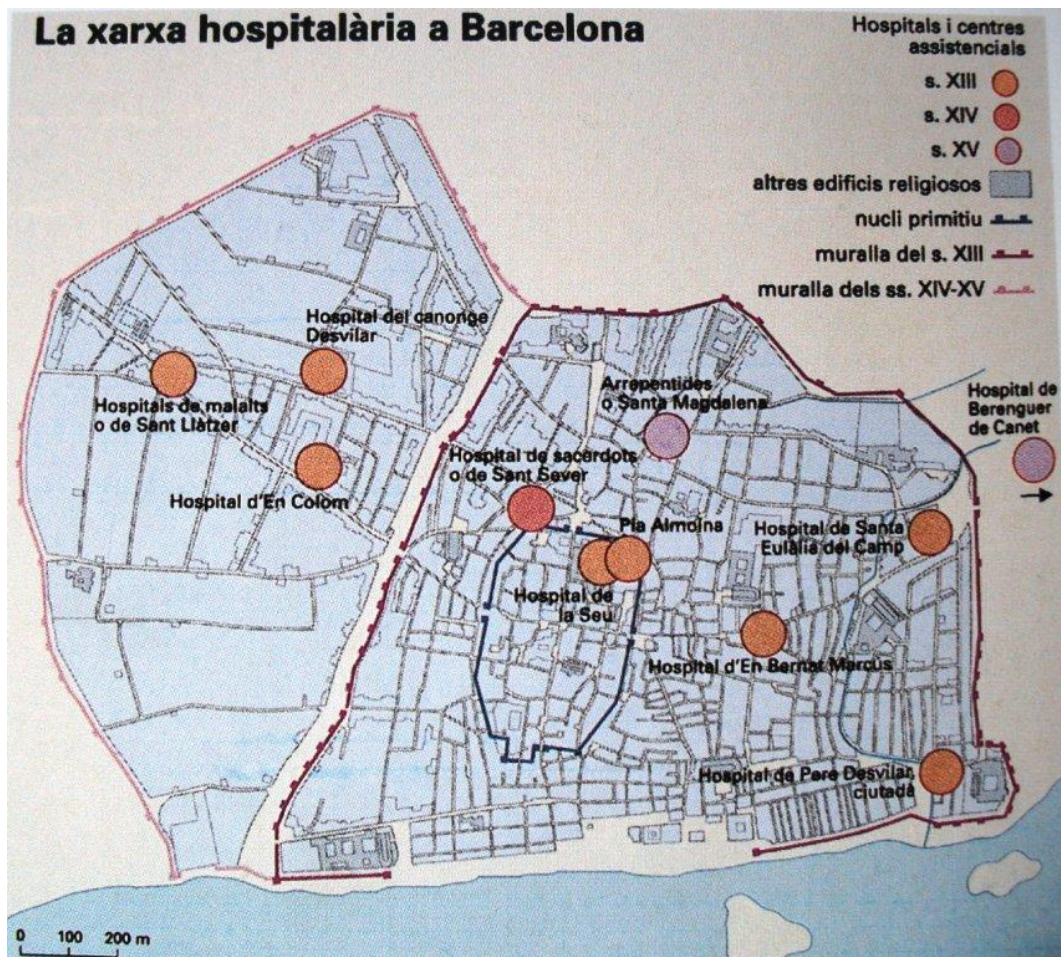 La xarxa hospitalària a Barcelona
Hospitals i centres
assistencials
s. XIII
s. XIV
s. XV
altres edificis religiosos
nucli primitiu
muralla del s. XIII
muralla dels ss. XIV-XV
Hospital del canonge
Desvilar
Hospitals de malalts
o de Sant Llàtzer
Hospital d'En Colom
Arrepentides
o Santa Magdalena
Hospital de
Berenguer
de Canet
Hospital de sacerdots
o de Sant Sever
Pia Almoina
Hospital de Santa
Eulàlia del Camp
Hospital de
la Seu
Hospital d'En Bernat Marcús
Hospital de Pere Desvilar,
ciutadà
0 100 200 m